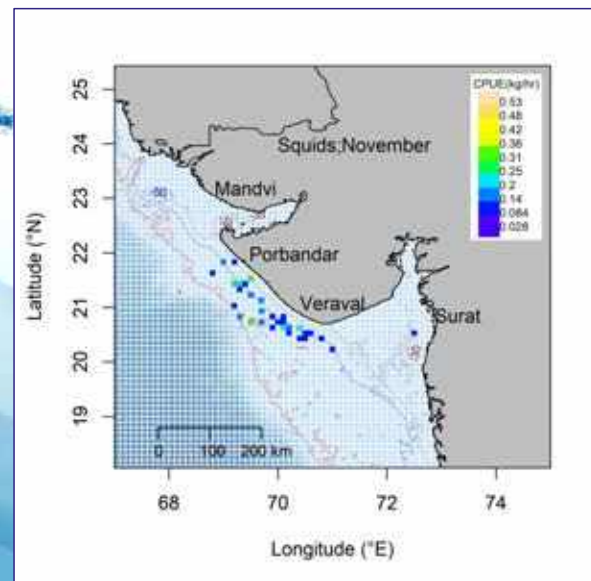 CPUE(kg/hr)
0.53
0.48
0.42
0.36
0.31
0.25
0.2
0.14
0.084
0.028
Squids;November
Mandvi
-50
Porbandar
Veraval
Surat
0 100 200 km
25
24
23
22
21
20
19
Latitude (°N)
68 70 72 74
Longitude (°E)